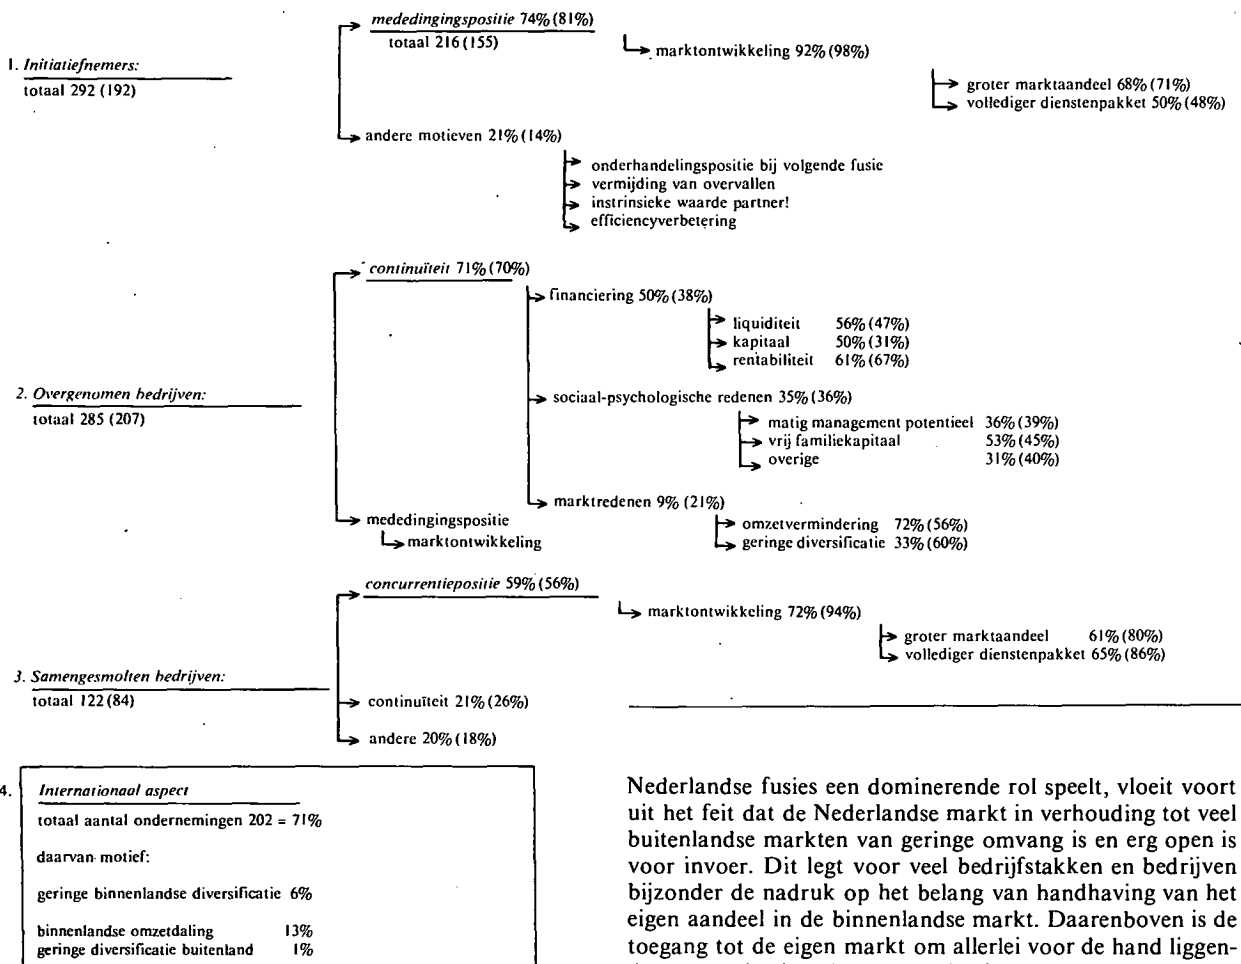 mededingingspositie 74% (81%)
totaal 216 (155)
marktontwikkeling 92% (98%)
1. Initiatiefnemers:
totaal 292 (192)
groter marktaandeel 68% (71%)
vollediger dienstenpakket 50% (48%)
andere motieven 21% (14%)
onderhandelingspositie bij volgende fusie
vermijding van overvallen
instrinsieke waarde partner!
efficiencyverbetering
continuïteit 71% (70%)
financiering 50% (38%)
liquiditeit 56% (47%)
kapitaal 50% (31%)
rentabiliteit 61% (67%)
2. Overgenomen bedrijven:
totaal 285 (207)
sociaal-psychologische redenen 35% (36%)
matig management potentieel 36% (39%)
vrij familiekapitaal 53% (45%)
overige 31% (40%)
marktredenen 9% (21%)
omzetvermindering 72% (56%)
geringe diversificatie 33% (60%)
mededingingspositie
marktontwikkeling
concurrentiepositie 59% (56%)
marktontwikkeling 72% (94%)
groter marktaandeel 61% (80%)
vollediger dienstenpakket 65% (86%)
3. Samengesmolten bedrijven:
totaal 122 (84)
continuïteit 21% (26%)
andere 20% (18%)
4. Internationaal aspect
totaal aantal ondernemingen 202 = 71%
daarvan motief:
geringe binnenlandse diversificatie 6%
binnenlandse omzetdaling 13%
geringe diversificatie buitenland 1%
Nederlandse fusies een dominerende rol speelt, vloeit voort
uit het feit dat de Nederlandse markt in verhouding tot veel
buitenlandse markten van geringe omvang is en erg open is
voor invoer. Dit legt voor veel bedrijfstakken en bedrijven
bijzonder de nadruk op het belang van handhaving van het
eigen aandeel in de binnenlandse markt. Daarenboven is de
toegang tot de eigen markt om allerlei voor de hand liggen-